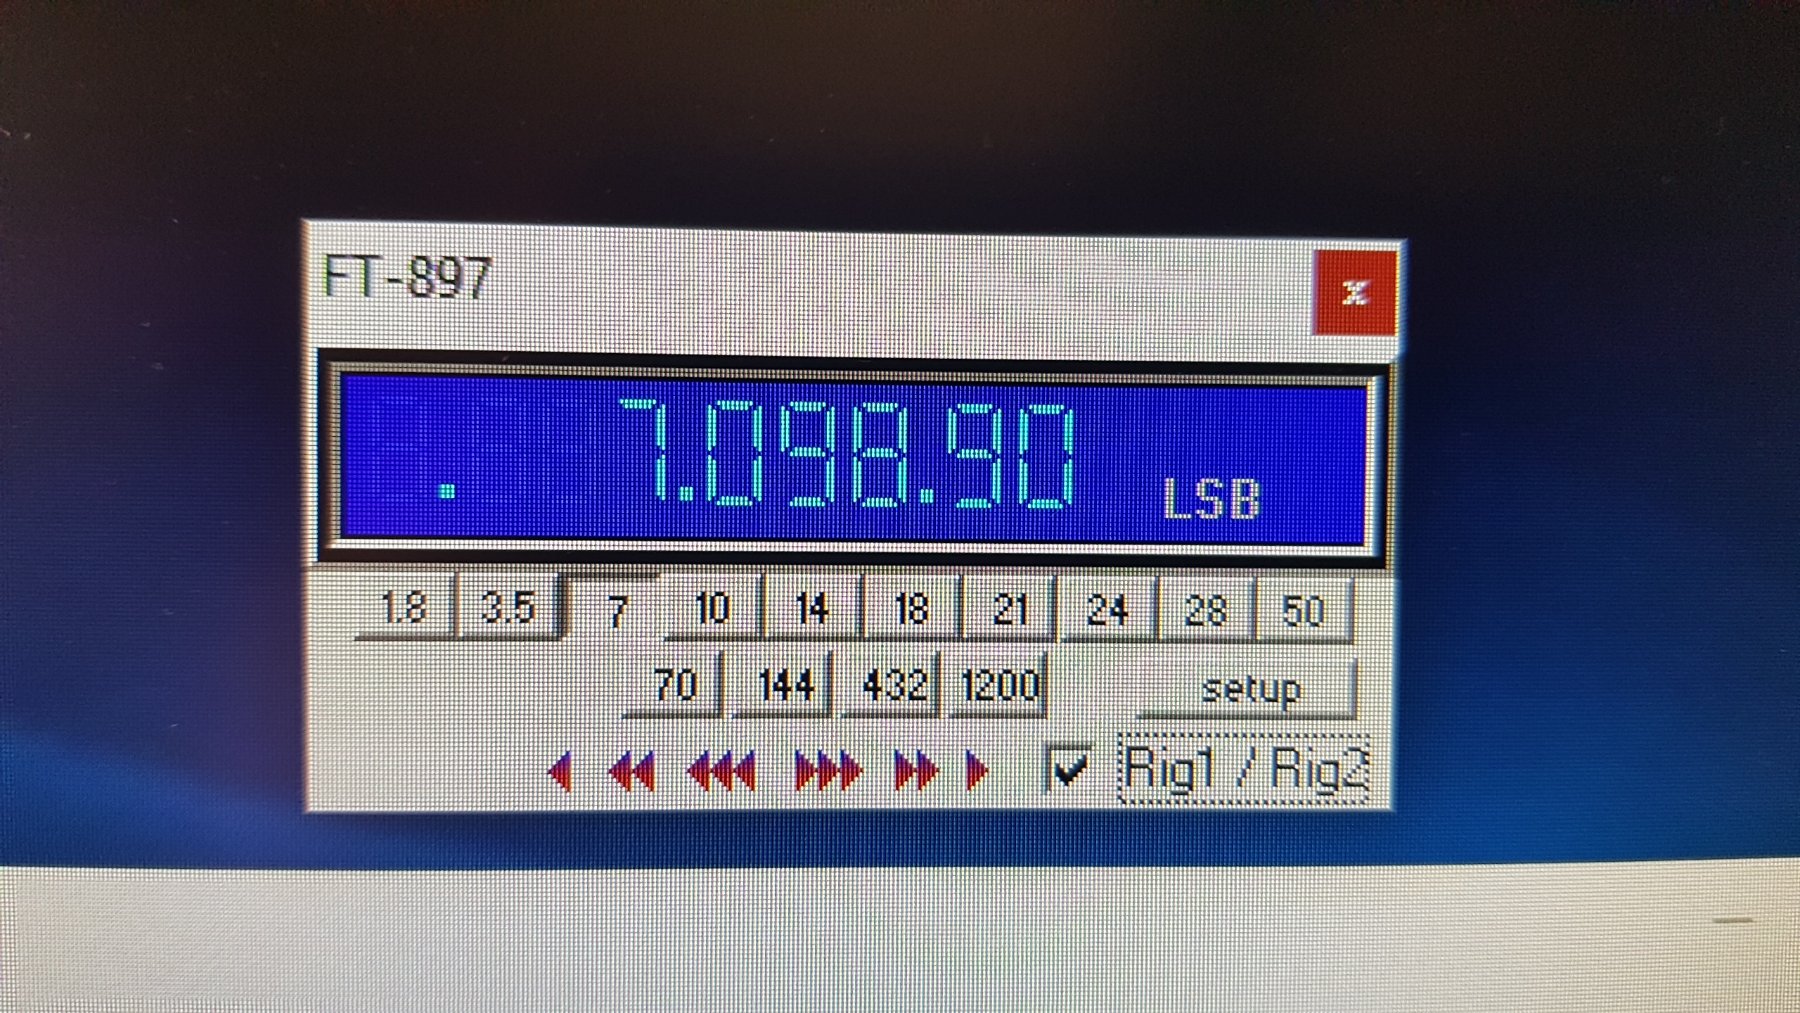 FT-897 x
. 7.098.90 LSB
1.8 3.5 7 10 14 18 21 24 28 50
70 144 432 1200 setup
Rig1 / Rig2